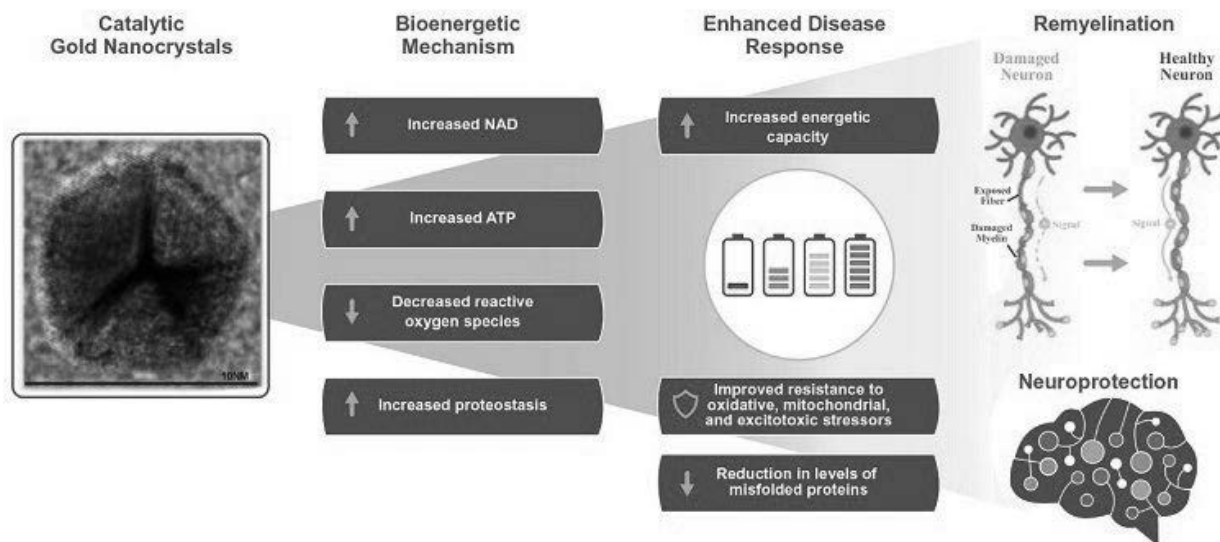 Catalytic
Gold Nanocrystals
Bioenergetic
Mechanism
Enhanced Disease
Response
Remyelination
Damaged
Neuron
Healthy
Neuron
Increased NAD
Increased energetic
capacity
Exposed
Fiber
Increased ATP
Signal
Signal
Damaged
Myelin
Decreased reactive
oxygen species
10NM
Increased proteostasis
Improved resistance to
oxidative, mitochondrial,
and excitotoxic stressors
Neuroprotection
Reduction in levels of
misfolded proteins